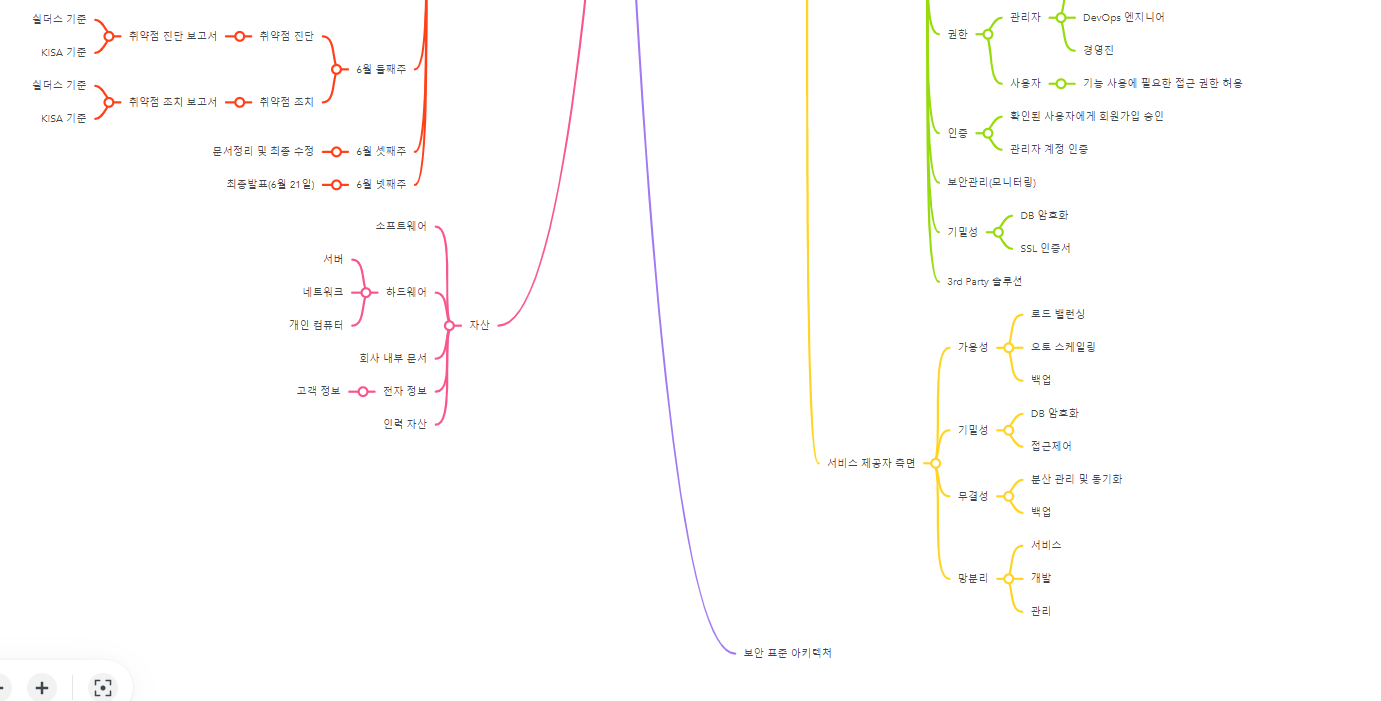 쉴더스 기준
KISA 기준
취약점 진단 보고서
취약점 진단
쉴더스 기준
KISA 기준
취약점 조치 보고서
취약점 조치
6월 둘째주
문서정리 및 최종 수정
6월 셋째주
최종발표(6월 21일)
6월 넷째주
소프트웨어
서버
네트워크
개인 컴퓨터
하드웨어
회사 내부 문서
고객 정보
전자 정보
인력 자산
자산
권한
관리자
DevOps 엔지니어
경영진
사용자
기능 사용에 필요한 접근 권한 허용
인증
확인된 사용자에게 회원가입 승인
관리자 계정 인증
보안관리(모니터링)
기밀성
DB 암호화
SSL 인증서
3rd Party 솔루션
서비스 제공자 측면
가용성
로드 밸런싱
오토 스케일링
백업
기밀성
DB 암호화
접근제어
무결성
분산 관리 및 동기화
백업
망분리
서비스
개발
관리
보안 표준 아키텍처